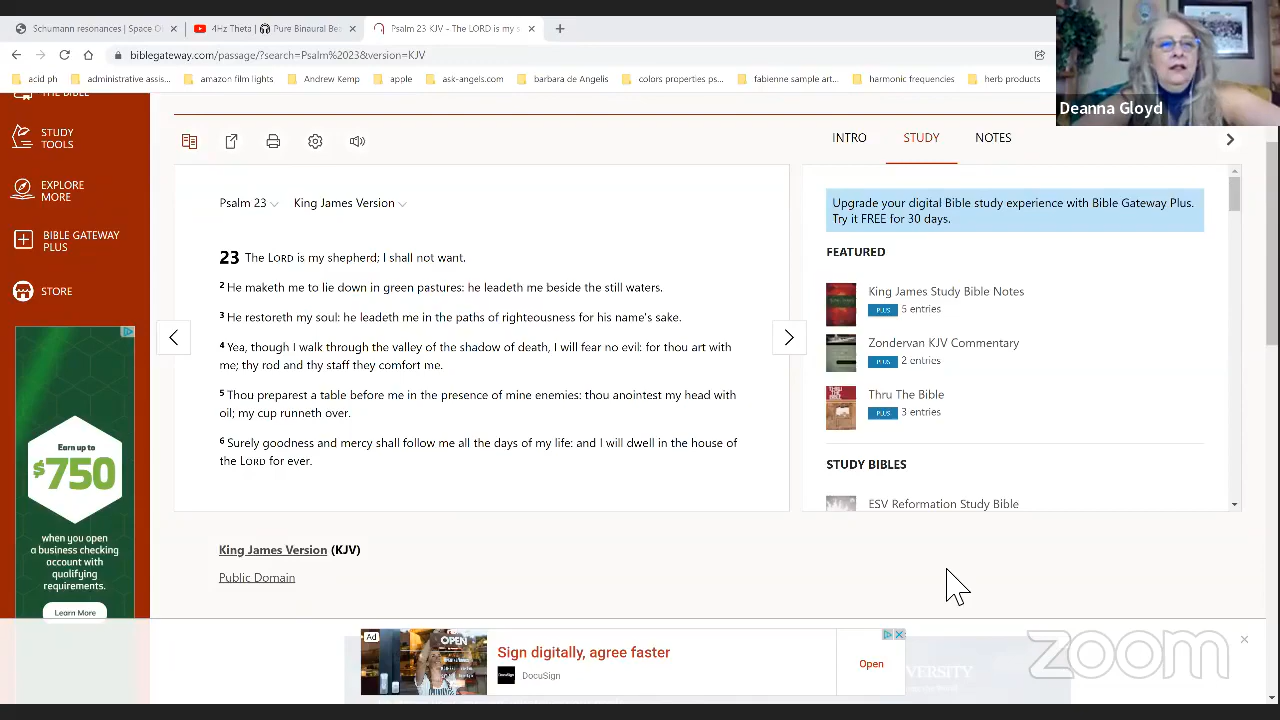 Schumann resonances | Space O
4Hz Theta | Pure Binaural Be
Psalm 23 KJV - The LORD is my s
biblegateway.com/passage/?search=Psalm%2023&version=KJV
acid ph
administrative assis...
amazon film lights
Andrew Kemp
apple
ask-angels.com
barbara de Angelis
colors properties ps...
fabienne sample art...
harmonic frequencies
herb products
Deanna Gloyd
THE BIBLE
STUDY
TOOLS
EXPLORE
MORE
BIBLE GATEWAY
PLUS
STORE
Earn up to
$750
when you open
a business checking
account with
qualifying
requirements.
Learn More
Psalm 23
King James Version
23 The LORD is my shepherd; I shall not want.
2 He maketh me to lie down in green pastures: he leadeth me beside the still waters.
3 He restoreth my soul: he leadeth me in the paths of righteousness for his name's sake.
4 Yea, though I walk through the valley of the shadow of death, I will fear no evil: for thou art with
me; thy rod and thy staff they comfort me.
5 Thou preparest a table before me in the presence of mine enemies: thou anointest my head with
oil; my cup runneth over.
6 Surely goodness and mercy shall follow me all the days of my life: and I will dwell in the house of
the LORD for ever.
King James Version (KJV)
Public Domain
INTRO
STUDY
NOTES
Upgrade your digital Bible study experience with Bible Gateway Plus.
Try it FREE for 30 days.
FEATURED
King James Study Bible Notes
PLUS 5 entries
Zondervan KJV Commentary
PLUS 2 entries
Thru The Bible
PLUS 3 entries
STUDY BIBLES
ESV Reformation Study Bible
Ad
OPEN
Sign digitally, agree faster
DocuSign
Open
VERSITY
zoom